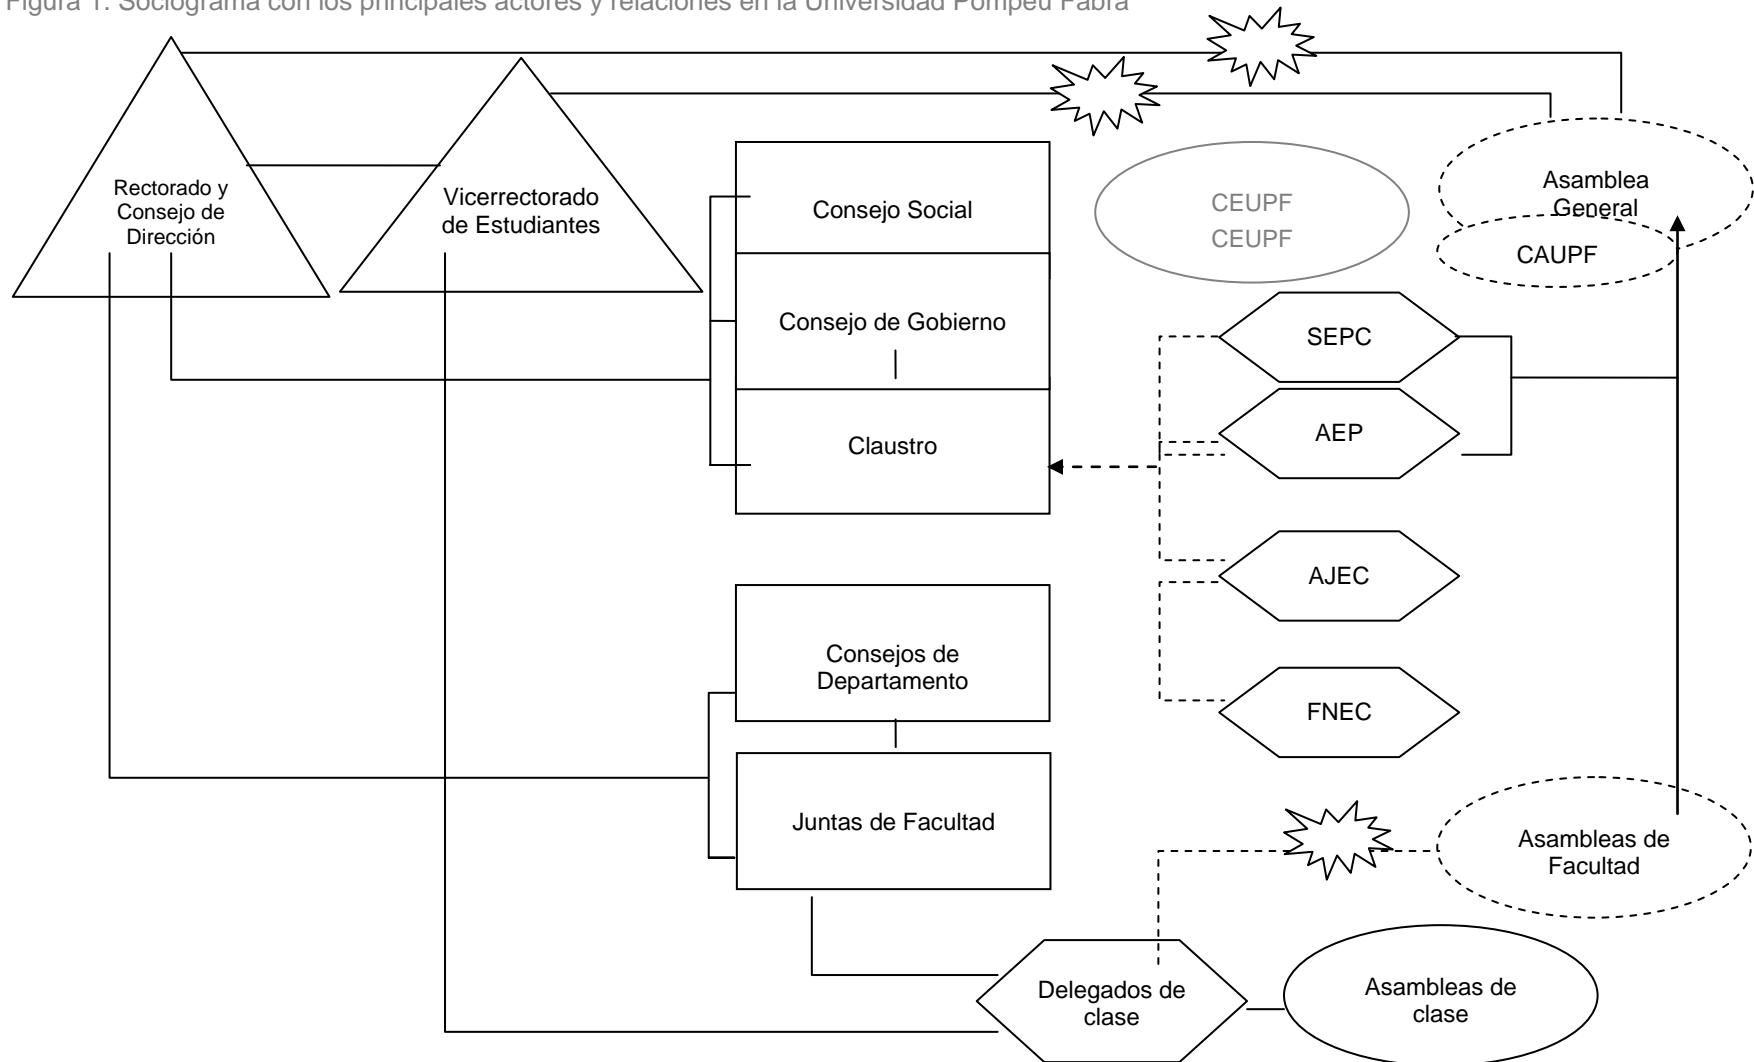 Figura 1. Sociograma con los principales actores y relaciones en la Universidad Pompeu Fabra
Rectorado y
Consejo de
Dirección
Vicerrectorado
de Estudiantes
Consejo Social
CEUPF
CEUPF
Asamblea
General
CAUPF
Consejo de Gobierno
SEPC
Claustro
AEP
AJEC
Consejos de
Departamento
FNEC
Juntas de Facultad
Asambleas de
Facultad
Delegados de
clase
Asambleas de
clase